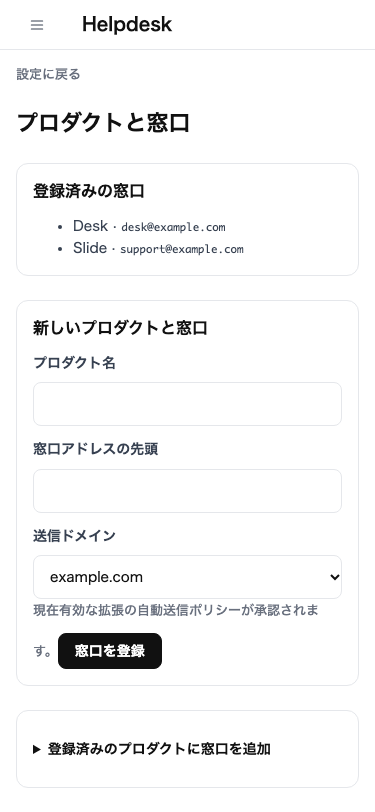 Helpdesk
設定に戻る
プロダクトと窓口
登録済みの窓口
• Desk · desk@example.com
• Slide · support@example.com
新しいプロダクトと窓口
プロダクト名
窓口アドレスの先頭
送信ドメイン
example.com
現在有効な拡張の自動送信ポリシーが承認されま
す。 窓口を登録
▶ 登録済みのプロダクトに窓口を追加